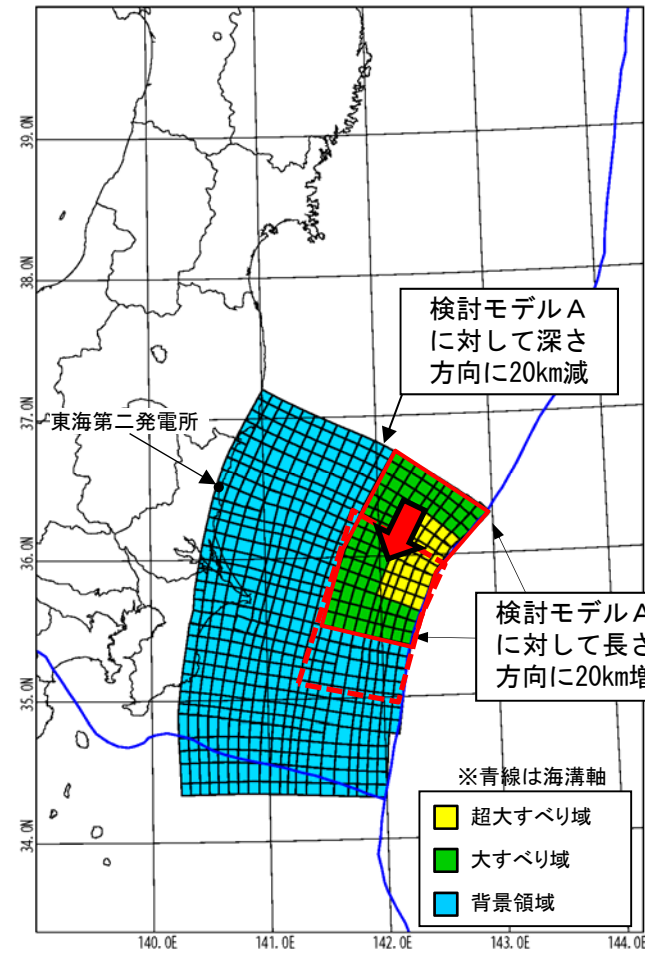 39.0N
38.0N
検討モデルA
に対して深さ
方向に20km減
37.0N
東海第二発電所
36.0N
検討モデルA
に対して長さ
方向に20km増
35.0N
※青線は海溝軸
超大すべり域
大すべり域
背景領域
34.0N
140.0E
141.0E
142.0E
143.0E
144.0E